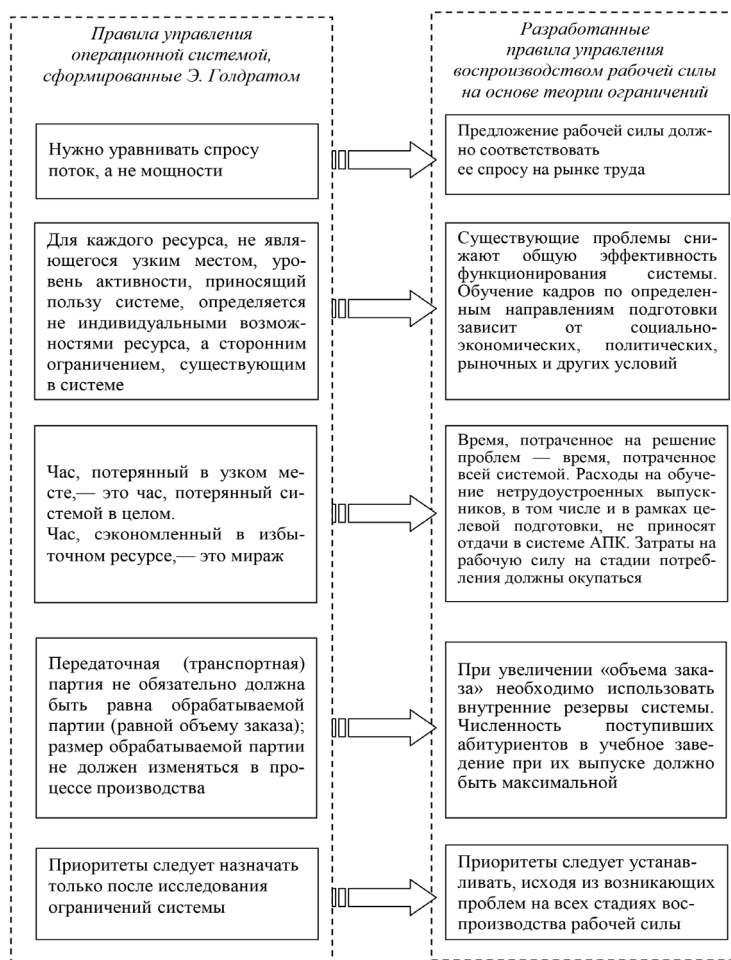 Правила управления
операционной системой,
сформированные Э. Голдратом
Нужно уравнивать спросу
поток, а не мощности
Для каждого ресурса, не явля-
ющегося узким местом, уро-
вень активности, приносящий
пользу системе, определяется
не индивидуальными возмож-
ностями ресурса, а сторонним
ограничением, существующим
в системе
Час, потерянный в узком ме-
сте,— это час, потерянный си-
стемой в целом.
Час, сэкономленный в избы-
точном ресурсе,— это мираж
Передаточная (транспортная)
партия не обязательно должна
быть равна обрабатываемой
партии (равной объему заказа);
размер обрабатываемой партии
не должен изменяться в про-
цессе производства
Приоритеты следует назначать
только после исследования
ограничений системы
Разработанные
правила управления
воспроизводством рабочей силы
на основе теории ограничений
Предложение рабочей силы долж-
но соответствовать
ее спросу на рынке труда
Существующие проблемы сни-
жают общую эффективность
функционирования системы.
Обучение кадров по определен-
ным направлениям подготовки
зависит от социально-
экономических, политических,
рыночных и других условий
Время, потраченное на решение
проблем — время, потраченное
всей системой. Расходы на обу-
чение нетрудоустроенных выпуск-
ников, в том числе и в рамках це-
левой подготовки, не приносят
отдачи в системе АПК. Затраты на
рабочую силу на стадии потреб-
ления должны окупаться
При увеличении «объема зака-
за» необходимо использовать
внутренние резервы системы.
Численность поступивших
абитуриентов в учебное заве-
дение при их выпуске должно
быть максимальной
Приоритеты следует устанав-
ливать, исходя из возникающих
проблем на всех стадиях вос-
производства рабочей силы